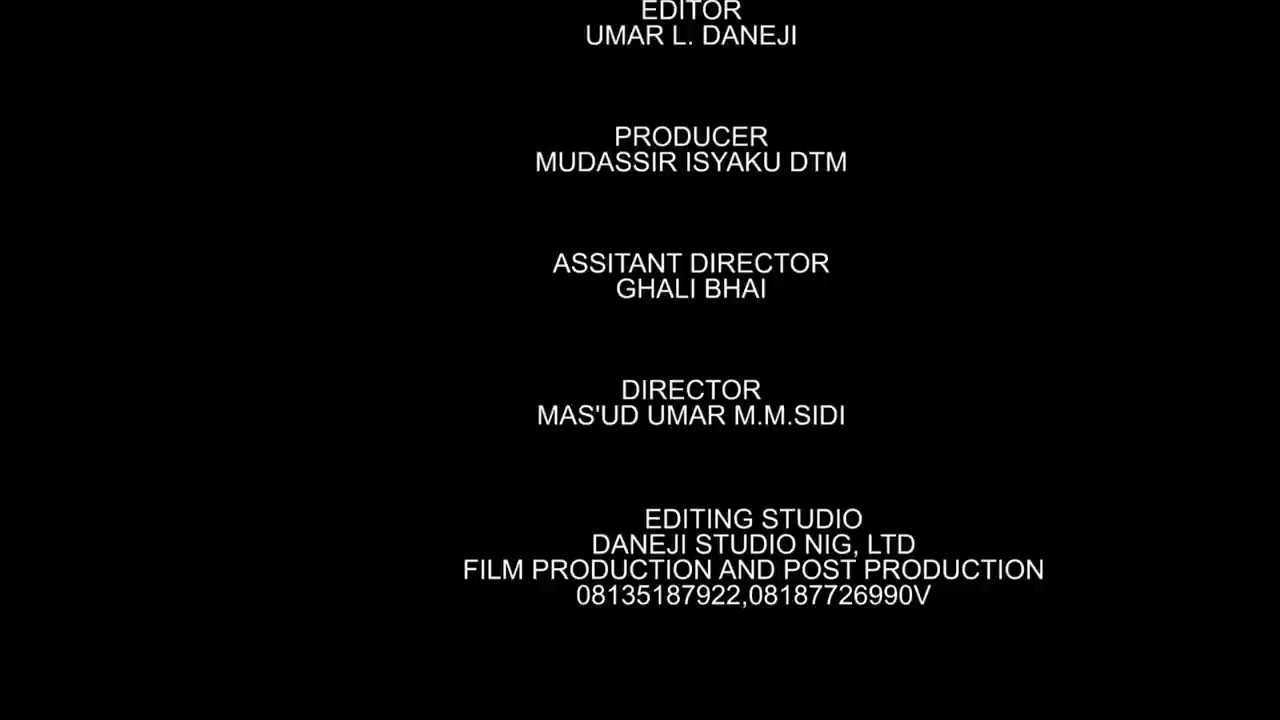 EDITOR
UMAR L. DANEJI
PRODUCER
MUDASSIR ISYAKU DTM
ASSITANT DIRECTOR
GHALI BHAI
DIRECTOR
MAS'UD UMAR M.M.SIDI
EDITING STUDIO
DANEJI STUDIO NIG, LTD
FILM PRODUCTION AND POST PRODUCTION
08135187922,08187726990V